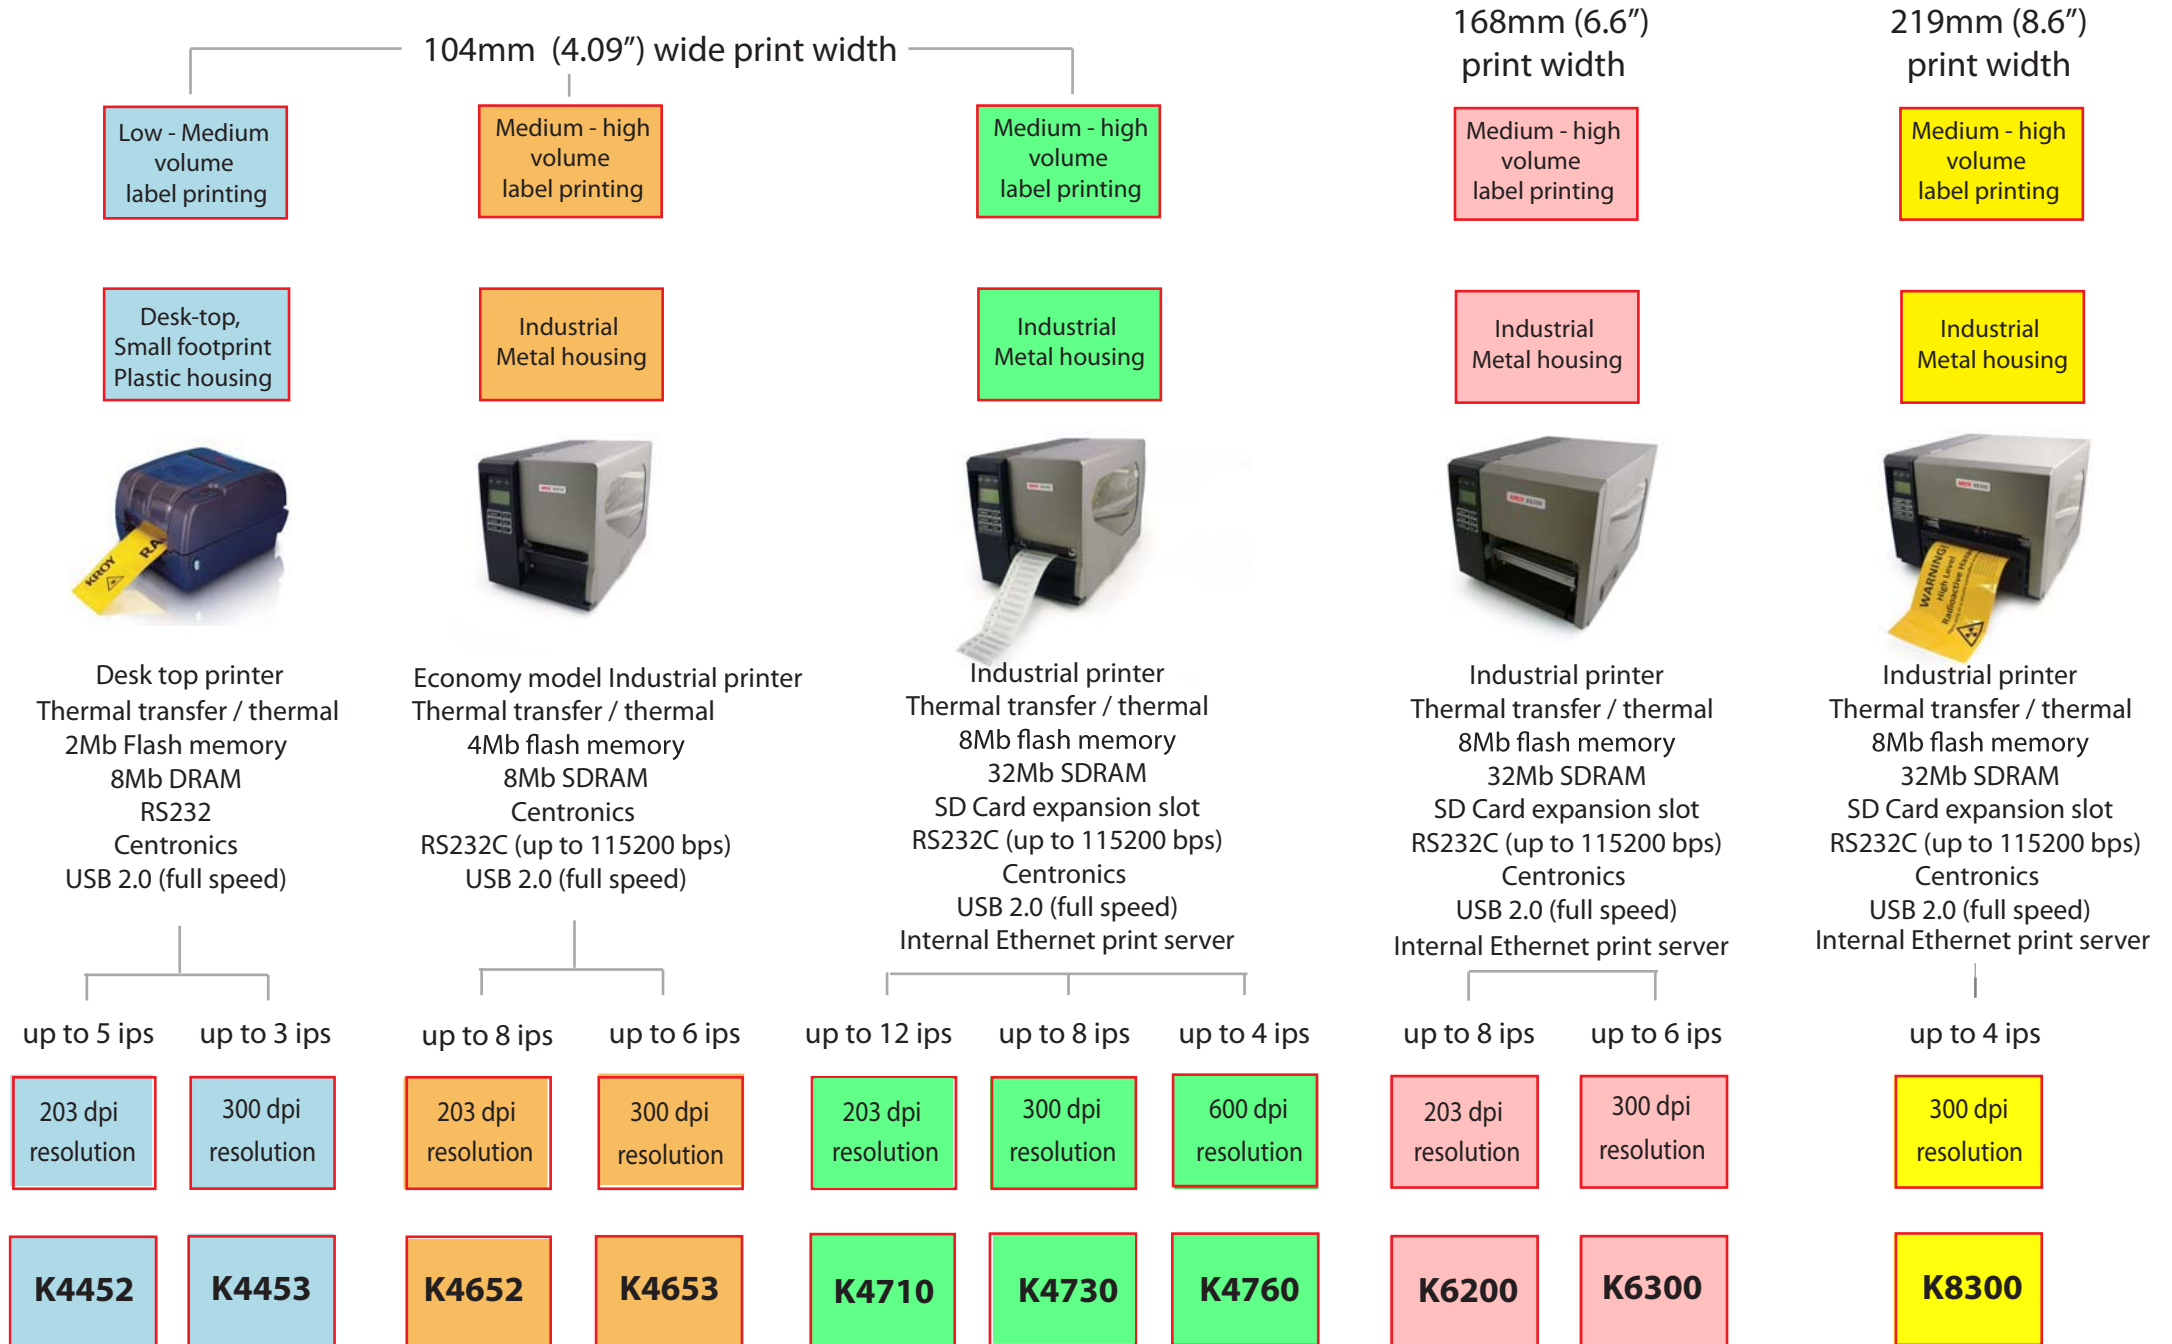 104mm  (4.09”) wide print width
168mm (6.6”)
print width
219mm (8.6”)
print width
Low - Medium
volume
label printing
Medium - high
volume
label printing
Medium - high
volume
label printing
Medium - high
volume
label printing
Medium - high
volume
label printing
Desk-top,
Small footprint
Plastic housing
Industrial
Metal housing
Industrial
Metal housing
Industrial
Metal housing
Industrial
Metal housing
KROY
RA
WARNING!
High Level
Radioactive Haz
Desk top printer
Thermal transfer / thermal
2Mb Flash memory
8Mb DRAM
RS232
Centronics
USB 2.0 (full speed)
Economy model Industrial printer
Thermal transfer / thermal
4Mb flash memory
8Mb SDRAM
Centronics
RS232C (up to 115200 bps)
USB 2.0 (full speed)
Industrial printer
Thermal transfer / thermal
8Mb flash memory
32Mb SDRAM
SD Card expansion slot
RS232C (up to 115200 bps)
Centronics
USB 2.0 (full speed)
Internal Ethernet print server
Industrial printer
Thermal transfer / thermal
8Mb flash memory
32Mb SDRAM
SD Card expansion slot
RS232C (up to 115200 bps)
Centronics
USB 2.0 (full speed)
Internal Ethernet print server
Industrial printer
Thermal transfer / thermal
8Mb flash memory
32Mb SDRAM
SD Card expansion slot
RS232C (up to 115200 bps)
Centronics
USB 2.0 (full speed)
Internal Ethernet print server
up to 5 ips
up to 3 ips
up to 8 ips
up to 6 ips
up to 12 ips
up to 8 ips
up to 4 ips
up to 8 ips
up to 6 ips
up to 4 ips
203 dpi
resolution
300 dpi
resolution
203 dpi
resolution
300 dpi
resolution
203 dpi
resolution
300 dpi
resolution
600 dpi
resolution
203 dpi
resolution
300 dpi
resolution
300 dpi
resolution
K4452
K4453
K4652
K4653
K4710
K4730
K4760
K6200
K6300
K8300